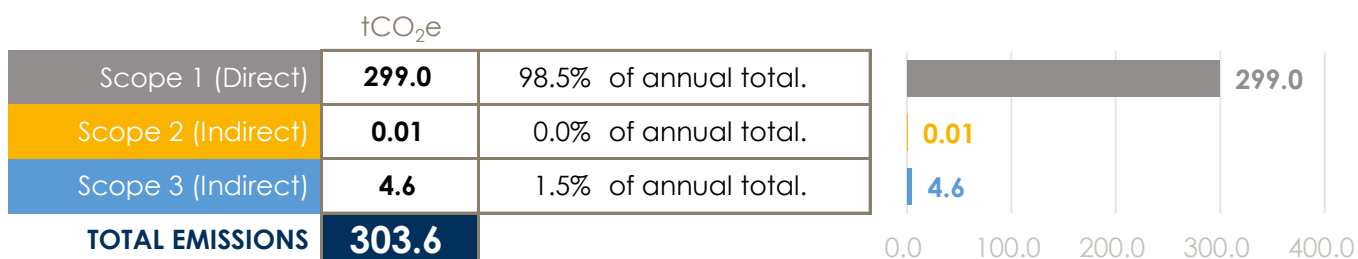 tCO₂e
Scope 1 (Direct) 299.0 98.5% of annual total.
Scope 2 (Indirect) 0.01 0.0% of annual total.
Scope 3 (Indirect) 4.6 1.5% of annual total.
TOTAL EMISSIONS 303.6
299.0
0.01
4.6
0.0 100.0 200.0 300.0 400.0